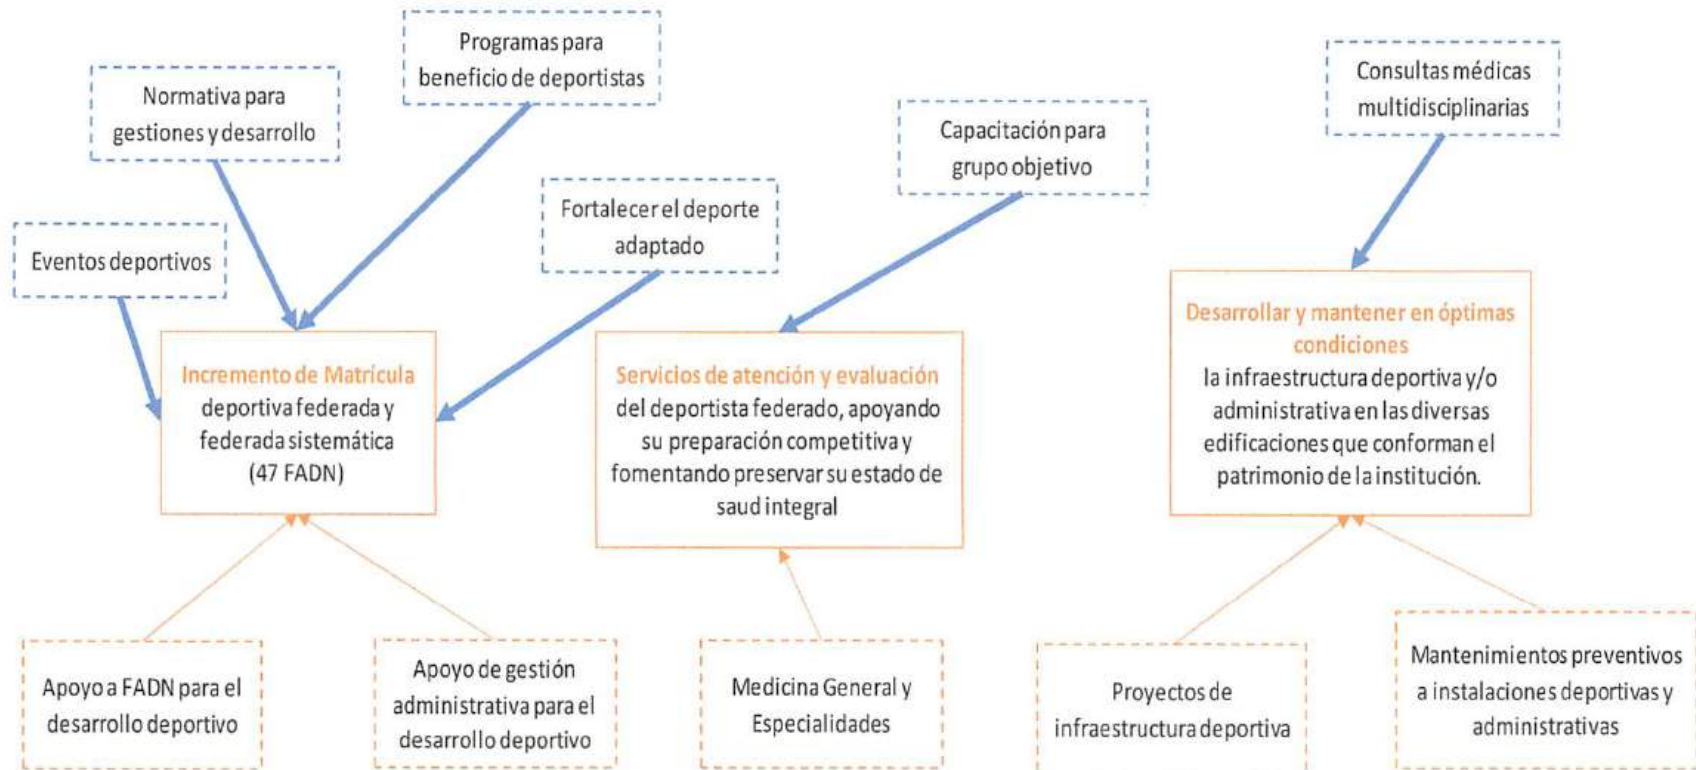 Programas para
beneficio de deportistas
Normativa para
gestiones y desarrollo
Consultas médicas
multidisciplinarias
Capacitación para
grupo objetivo
Fortalecer el deporte
adaptado
Eventos deportivos
Incremento de Matrícula
deportiva federada y
federada sistemática
(47 FADN)
Servicios de atención y evaluación
del deportista federado, apoyando
su preparación competitiva y
fomentando preservar su estado de
saud integral
Desarrollar y mantener en óptimas
condiciones
la infraestructura deportiva y/o
administrativa en las diversas
edificaciones que conforman el
patrimonio de la institución.
Apoyo a FADN para el
desarrollo deportivo
Apoyo de gestión
administrativa para el
desarrollo deportivo
Medicina General y
Especialidades
Proyectos de
infraestructura deportiva
Mantenimientos preventivos
a instalaciones deportivas y
administrativas